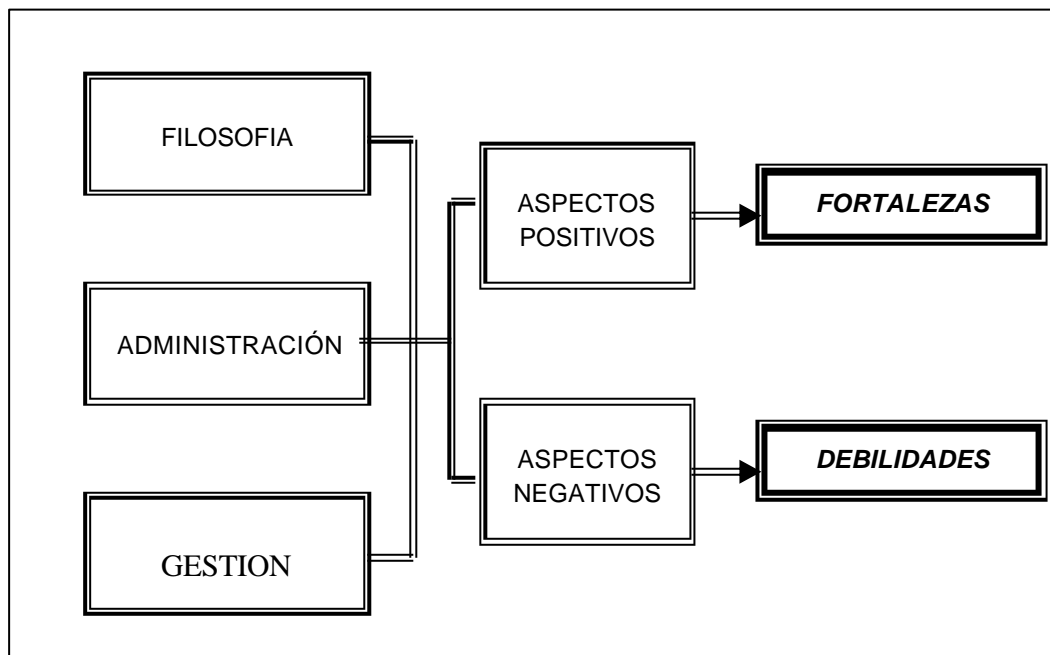 FILOSOFIA
ADMINISTRACIÓN
GESTION
ASPECTOS
POSITIVOS
ASPECTOS
NEGATIVOS
FORTALEZAS
DEBILIDADES